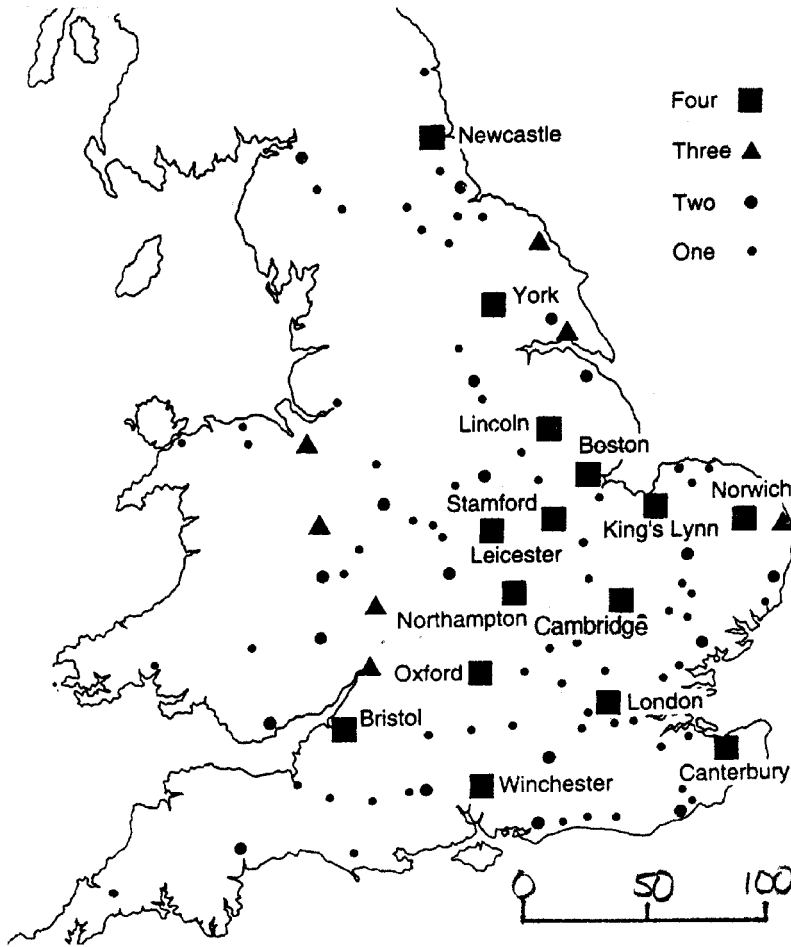 Four
Newcastle
Three
Two
One
York
Lincoln
Boston
Stamford
Norwich
King's Lynn
Leicester
Northampton
Cambridge
Oxford
London
Bristol
Canterbury
Winchester
0 50 100